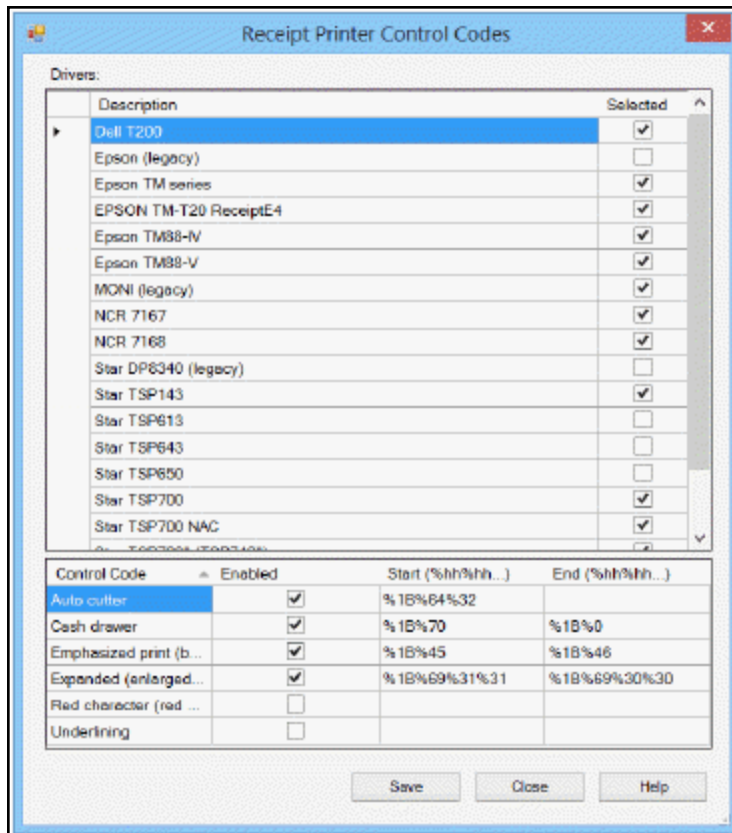 Receipt Printer Control Codes
Drivers:
Description Selected
Dell T200
Epson (legacy)
Epson TM series
EPSON TM-T20 ReceiptE4
Epson TM88-IV
Epson TM88-V
MONI (legacy)
NCR 7167
NCR 7168
Star DP8340 (legacy)
Star TSP143
Star TSP613
Star TSP643
Star TSP650
Star TSP700
Star TSP700 NAC
Control Code Enabled Start (%hh%hh...) End (%hh%hh...)
Auto cutter %1B%64%32
Cash drawer %1B%70 %1B%0
Emphasized print (b... %1B%45 %1B%46
Expanded (enlarged... %1B%69%31%31 %1B%69%30%30
Red character (red ...
Underlining
Save Close Help